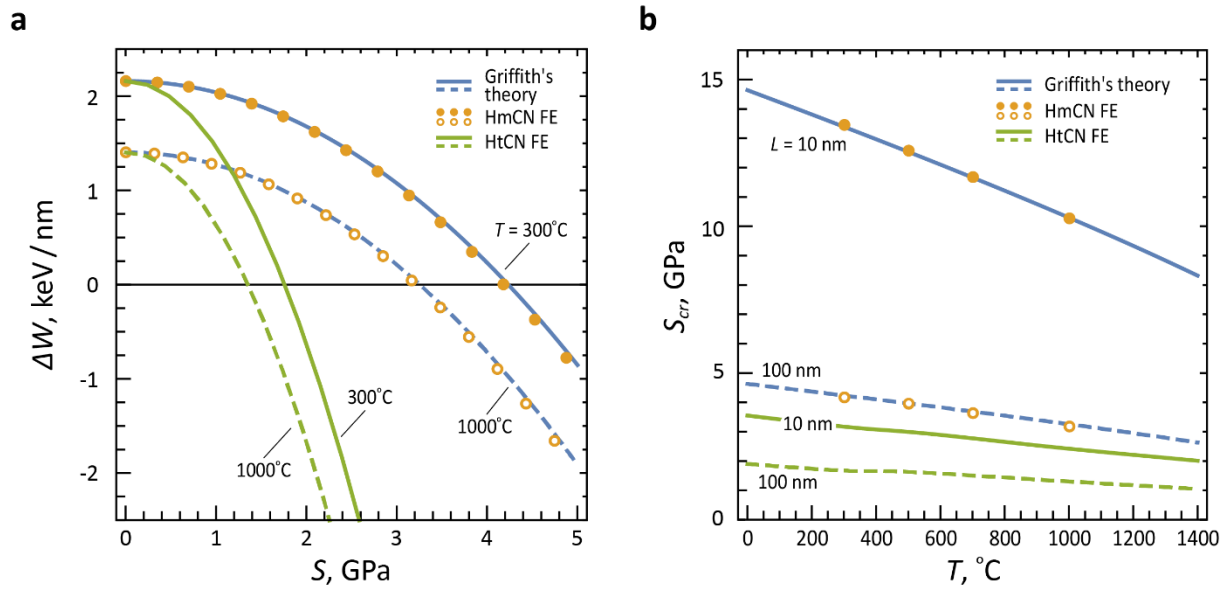 a
ΔW, keV / nm
2
1
0
-1
-2
Griffith's
theory
HmCN FE
HtCN FE
T = 300°C
300°C
1000°C
1000°C
0 1 2 3 4 5
S, GPa
b
Scr, GPa
15
10
5
0
Griffith's theory
HmCN FE
HtCN FE
L = 10 nm
100 nm
10 nm
100 nm
0 200 400 600 800 1000 1200 1400
T, °C